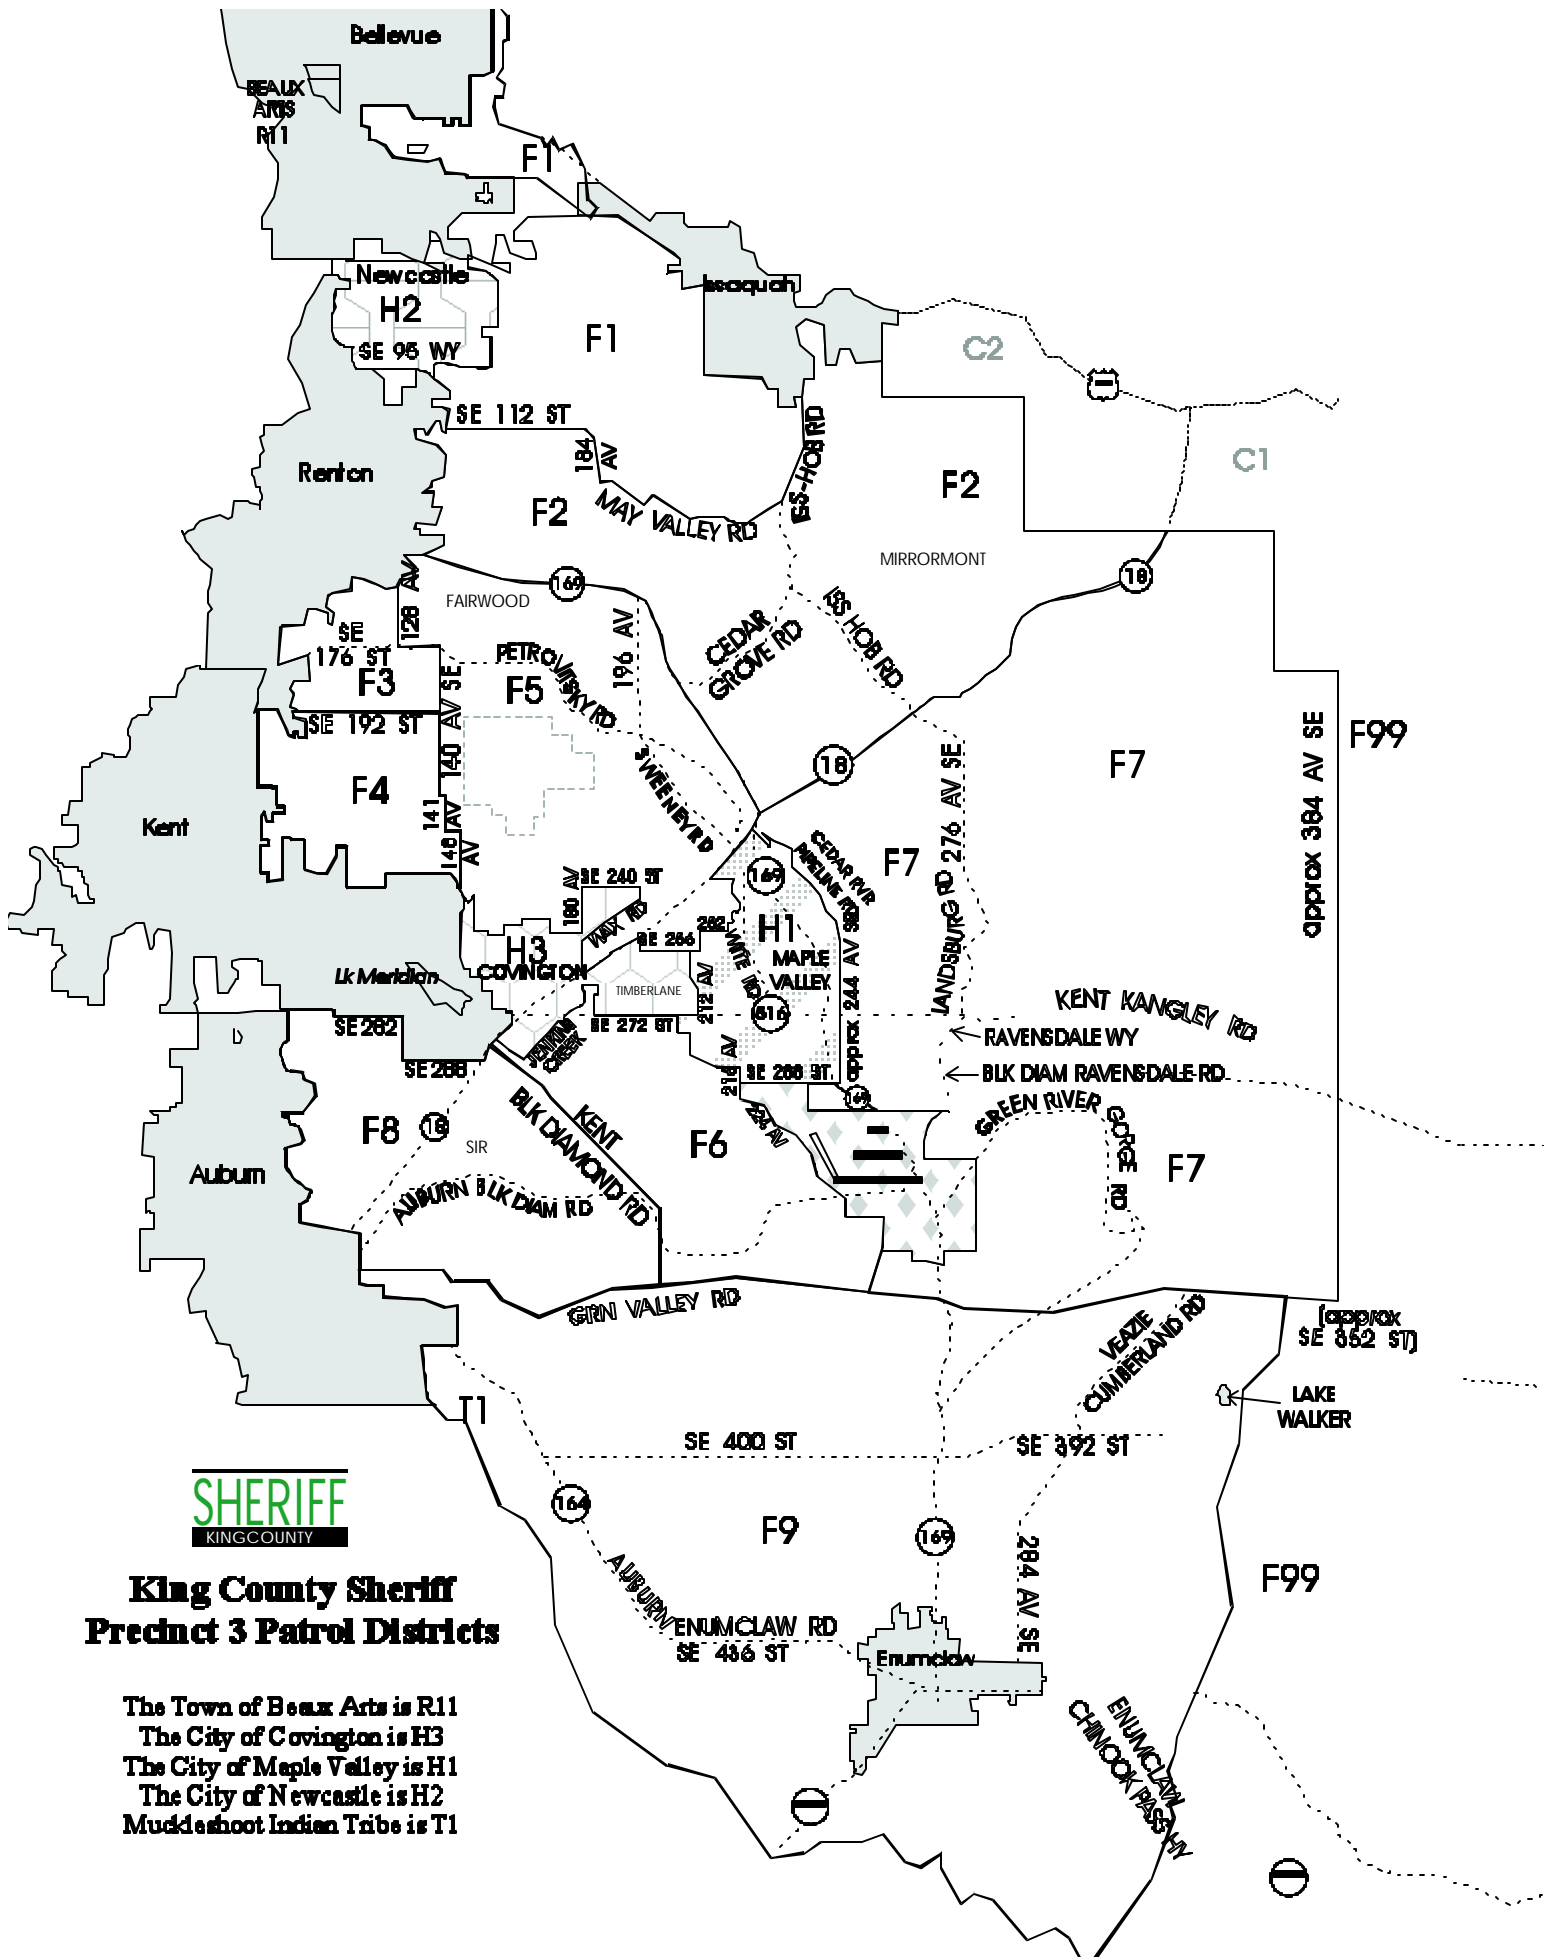 Bellevue
BEAUX
ARTS
R11
F1
Newcastle
H2
SE 95 WY
Issaquah
F1
C2
C1
SE 112 ST
184
AV
ISS-HOB RD
Renton
F2
MAY VALLEY RD
F2
MIRRORMONT
18
128 AV
169
FAIRWOOD
SE
176 ST
F3
PETROVITSKY RD
F5
196 AV
CEDAR
GROVE RD
ISS HOB RD
SE 192 ST
140 AV SE
F4
141
AV
148
AV
Kent
SWEENEY RD
18
F7
F99
approx 384 AV SE
F7
LANDSBURG RD 276 AV SE
CEDAR RVR
PIPELINE RD
169
180 AV
SE 240 ST
WAX RD
SE 256
252
WITE RD
H1
MAPLE
VALLEY
H3
COVINGTON
Lk Meridian
TIMBERLANE
212 AV
516
approx 244 AV SE
KENT KANGLEY RD
RAVENSDALE WY
BLK DIAM RAVENSDALE RD
SE 282
SE 288
SE 272 ST
JENKINS
CREEK
216 AV
SE 288 ST
169
224 AV
GREEN RIVER GORGE RD
F8
18
SIR
KENT
BLK DIAMOND RD
F6
F7
Auburn
AUBURN BLK DIAM RD
GRN VALLEY RD
VEAZIE
CUMBERLAND RD
(approx
SE 352 ST)
LAKE
WALKER
T1
SE 400 ST
SE 392 ST
164
F9
169
284 AV SE
F99
AUBURN ENUMCLAW RD
SE 436 ST
Enumclaw
ENUMCLAW
CHINOOK PASS HY
SHERIFF
KING COUNTY
King County Sheriff
Precinct 3 Patrol Districts
The Town of Beaux Arts is R11
The City of Covington is H3
The City of Maple Valley is H1
The City of Newcastle is H2
Muckleshoot Indian Tribe is T1